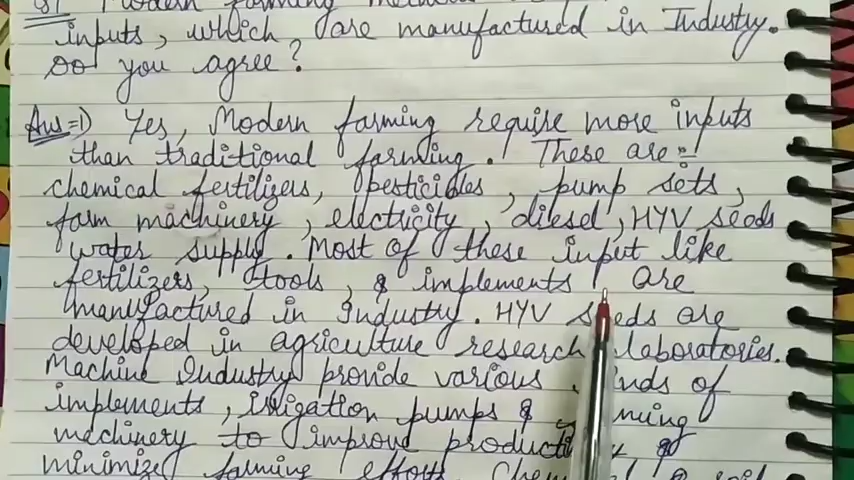 Modern farming
inputs, which are manufactured in Industry.
Do you agree?
Ans=1) Yes, Modern farming require more inputs
than traditional farming. These are:-
chemical fertilizers, pesticides, pump sets,
farm machinery, electricity, diesel, HYV seeds
water supply. Most of these input like
fertilizers, tools, & implements are
manufactured in Industry. HYV seeds are
developed in agriculture research laboratories.
Machine Industry provide various
implements, irrigation pumps &
machinery to improve &
minimize farming effort.